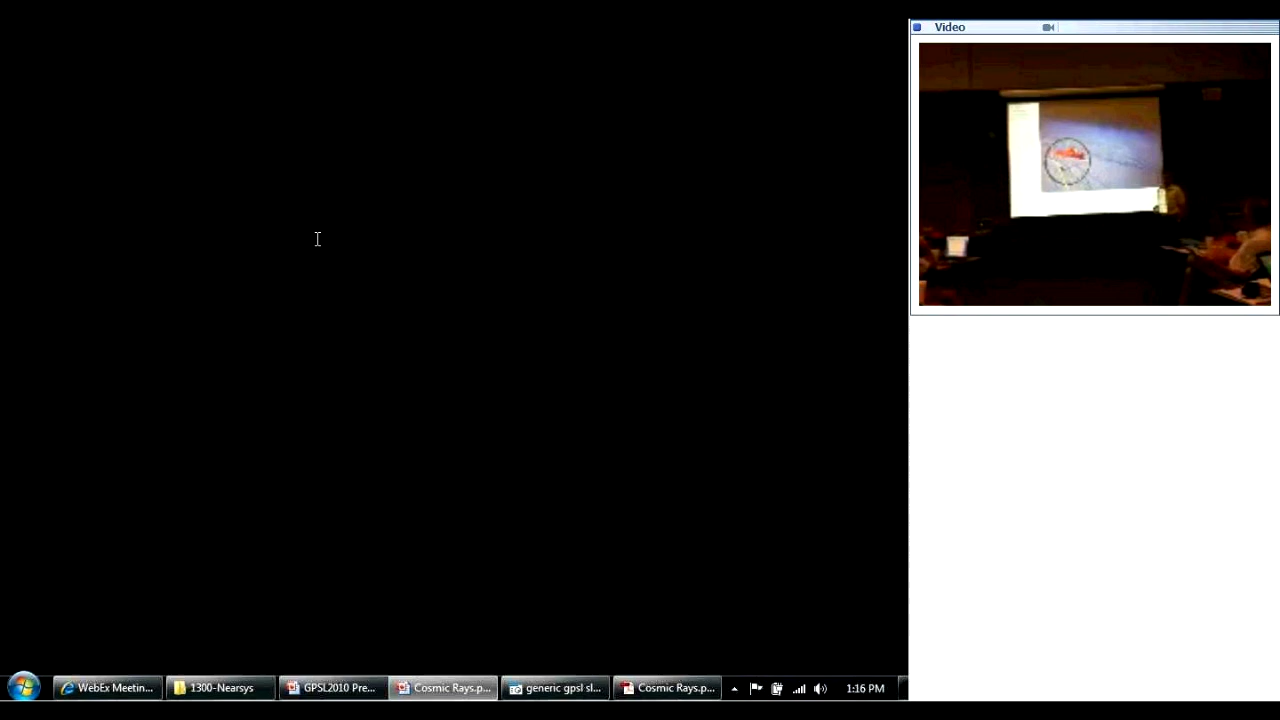 Video
WebEx Meetin...
1300-Nearsys
GPSL2010 Pre...
Cosmic Rays.p...
generic gpsl sl...
Cosmic Rays.p...
1:16 PM